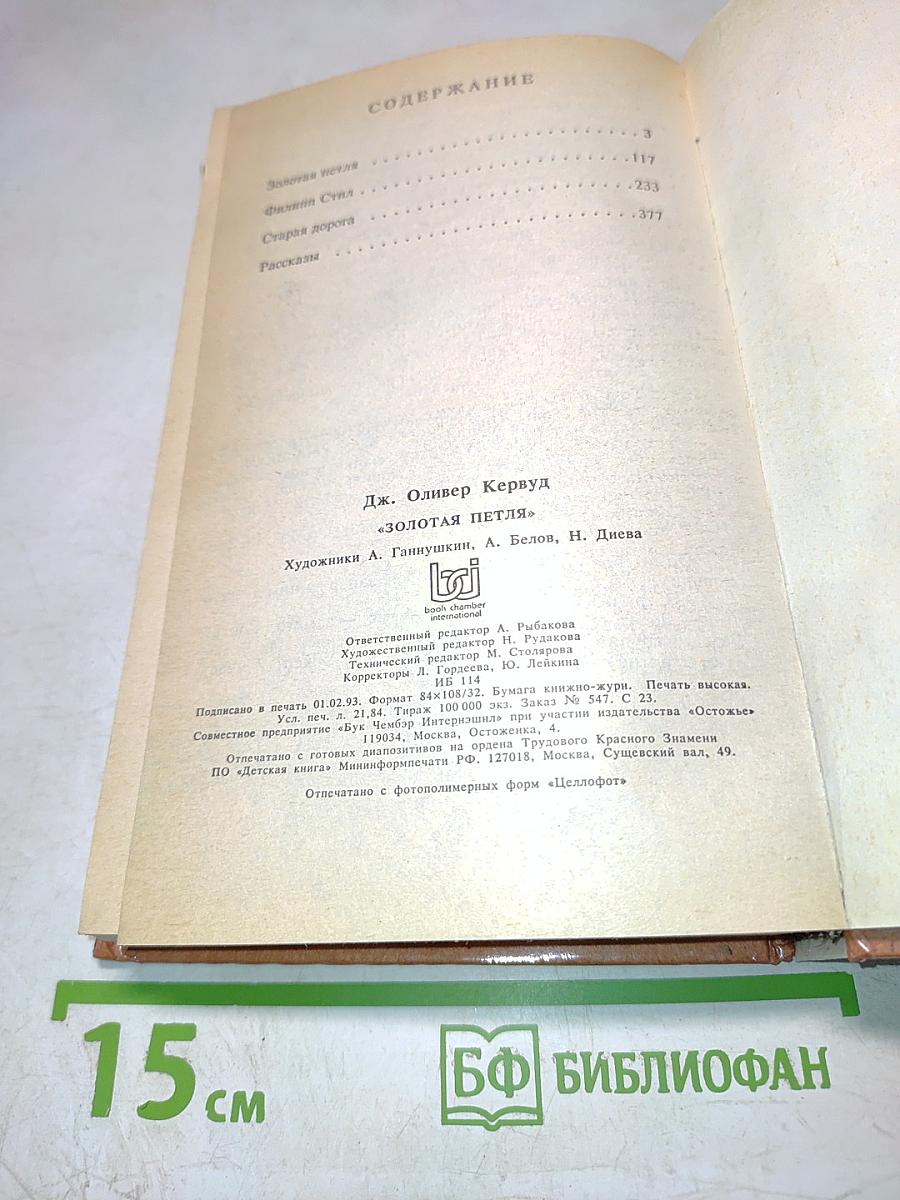 СОДЕРЖАНИЕ
Золотая петля . . . . . . . . . . . . . . . . . . . . . . 3
Филипп Стил . . . . . . . . . . . . . . . . . . . . . . 117
Старая дорога . . . . . . . . . . . . . . . . . . . . . 233
Рассказы . . . . . . . . . . . . . . . . . . . . . . . . 377
Дж. Оливер Кервуд
«ЗОЛОТАЯ ПЕТЛЯ»
Художники А. Ганнушкин, А. Белов, Н. Диева
bci
book chamber
international
Ответственный редактор А. Рыбакова
Художественный редактор Н. Рудакова
Технический редактор М. Столярова
Корректоры Л. Гордеева, Ю. Лейкина
ИБ 114
Подписано в печать 01.02.93. Формат 84×108/32. Бумага книжно-журн. Печать высокая.
Усл. печ. л. 21,84. Тираж 100 000 экз. Заказ № 547. С 23.
Совместное предприятие «Бук Чембэр Интернэшнл» при участии издательства «Остожье»
119034, Москва, Остоженка, 4.
Отпечатано с готовых диапозитивов на ордена Трудового Красного Знамени
ПО «Детская книга» Мининформпечати РФ. 127018, Москва, Сущевский вал, 49.
Отпечатано с фотополимерных форм «Целлофот»
15 см
БФ БИБЛИОФАН